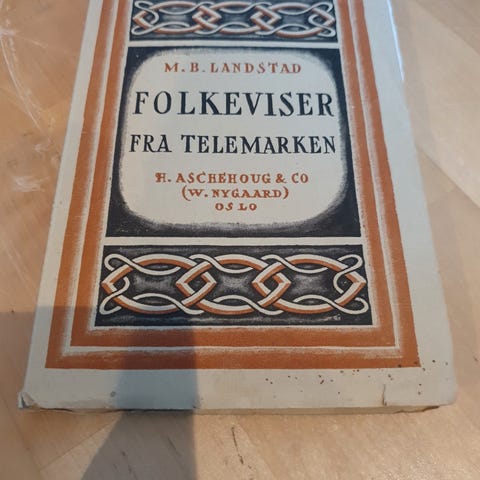 M. B. LANDSTAD
FOLKEVISER
FRA TELEMARKEN
H. ASCHEHOUG & CO
(W. NYGAARD)
OSLO